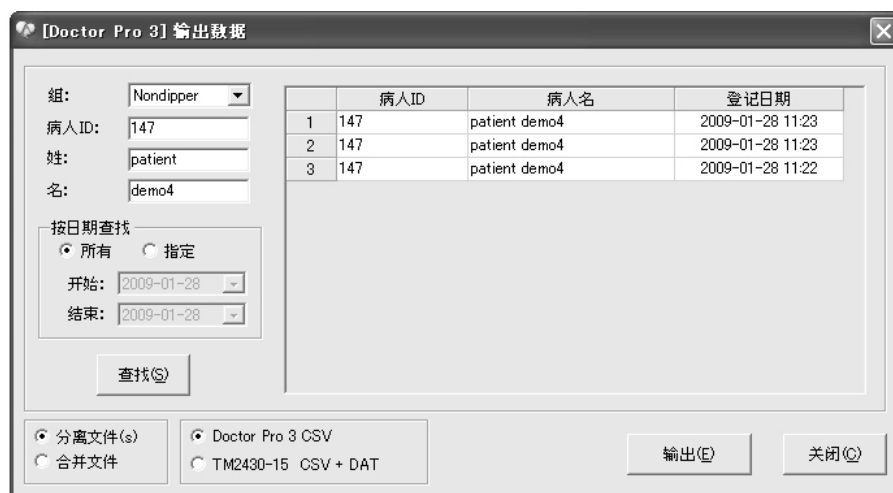 [Doctor Pro 3] 输出数据
组: Nondipper
病人ID: 147
姓: patient
名: demo4
按日期查找
所有 指定
开始: 2009-01-28
结束: 2009-01-28
查找(S)
病人ID 病人名 登记日期
1 147 patient demo4 2009-01-28 11:23
2 147 patient demo4 2009-01-28 11:23
3 147 patient demo4 2009-01-28 11:22
分离文件(s)
合并文件
Doctor Pro 3 CSV
TM2430-15 CSV + DAT
输出(E)
关闭(C)